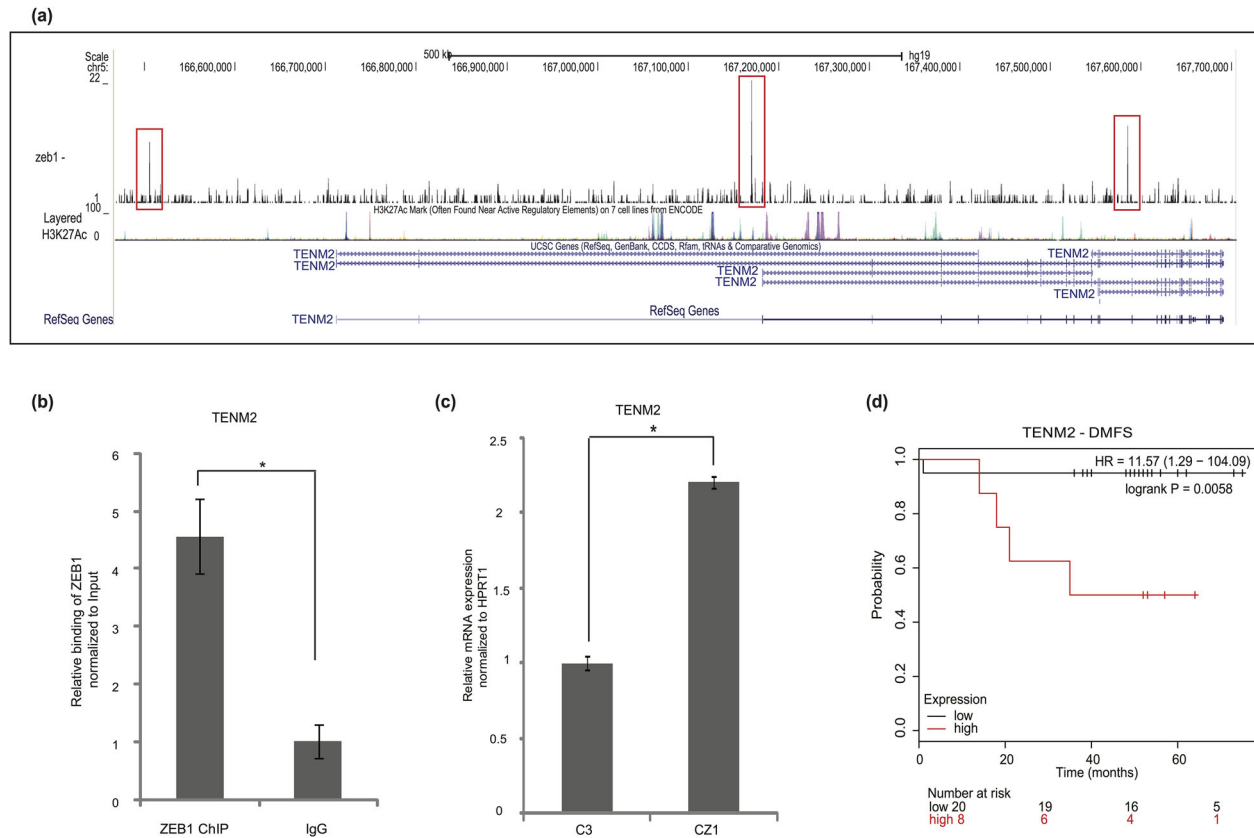 (a)
Scale
500 kb
hg19
chr5:
166,600,000
166,700,000
166,800,000
166,900,000
167,000,000
167,100,000
167,200,000
167,300,000
167,400,000
167,500,000
167,600,000
167,700,000
22 _
zeb1 -
1
100 _
H3K27Ac Mark (Often Found Near Active Regulatory Elements) on 7 cell lines from ENCODE
Layered
H3K27Ac
0
UCSC Genes (RefSeq, GenBank, CCDS, Rfam, tRNAs & Comparative Genomics)
TENM2
TENM2
TENM2
TENM2
TENM2
TENM2
RefSeq Genes
RefSeq Genes
TENM2
(b)
TENM2
Relative binding of ZEB1
normalized to Input
6
5
4
3
2
1
0
*
ZEB1 ChIP
IgG
(c)
TENM2
Relative mRNA expression
normalized to HPRT1
2.5
2
1.5
1
0.5
0
*
C3
CZ1
(d)
TENM2 - DMFS
HR = 11.57 (1.29 − 104.09)
logrank P = 0.0058
Probability
1.0
0.8
0.6
0.4
0.2
0.0
Expression
low
high
0
20
40
60
Time (months)
Number at risk
low 20 19 16 5
high 8 6 4 1